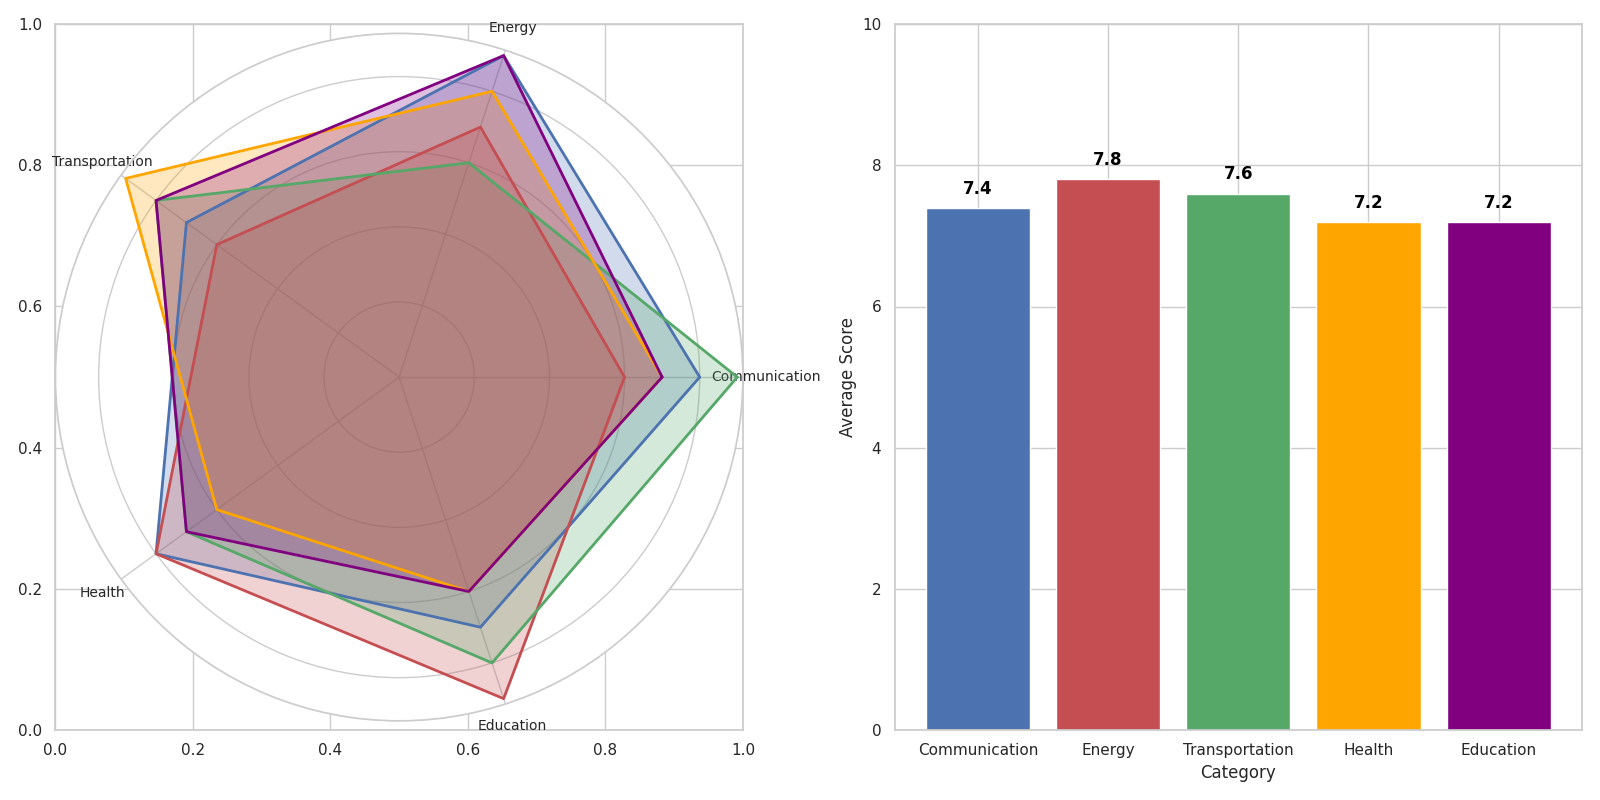 1.0
0.8
0.6
0.4
0.2
0.0
0.0 0.2 0.4 0.6 0.8 1.0
Energy
Transportation
Communication
Health
Education
Average Score
10
8
6
4
2
0
7.4
7.8
7.6
7.2
7.2
Communication Energy Transportation Health Education
Category